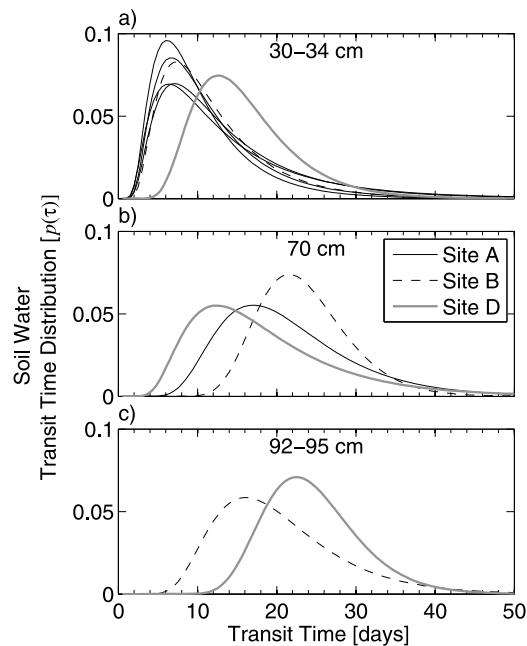 a)
0.1
30–34 cm
0.05
0
b)
0.1
70 cm
Site A
Site B
Site D
0.05
0
Soil Water
Transit Time Distribution [p(τ)]
c)
0.1
92–95 cm
0.05
0
0 10 20 30 40 50
Transit Time [days]